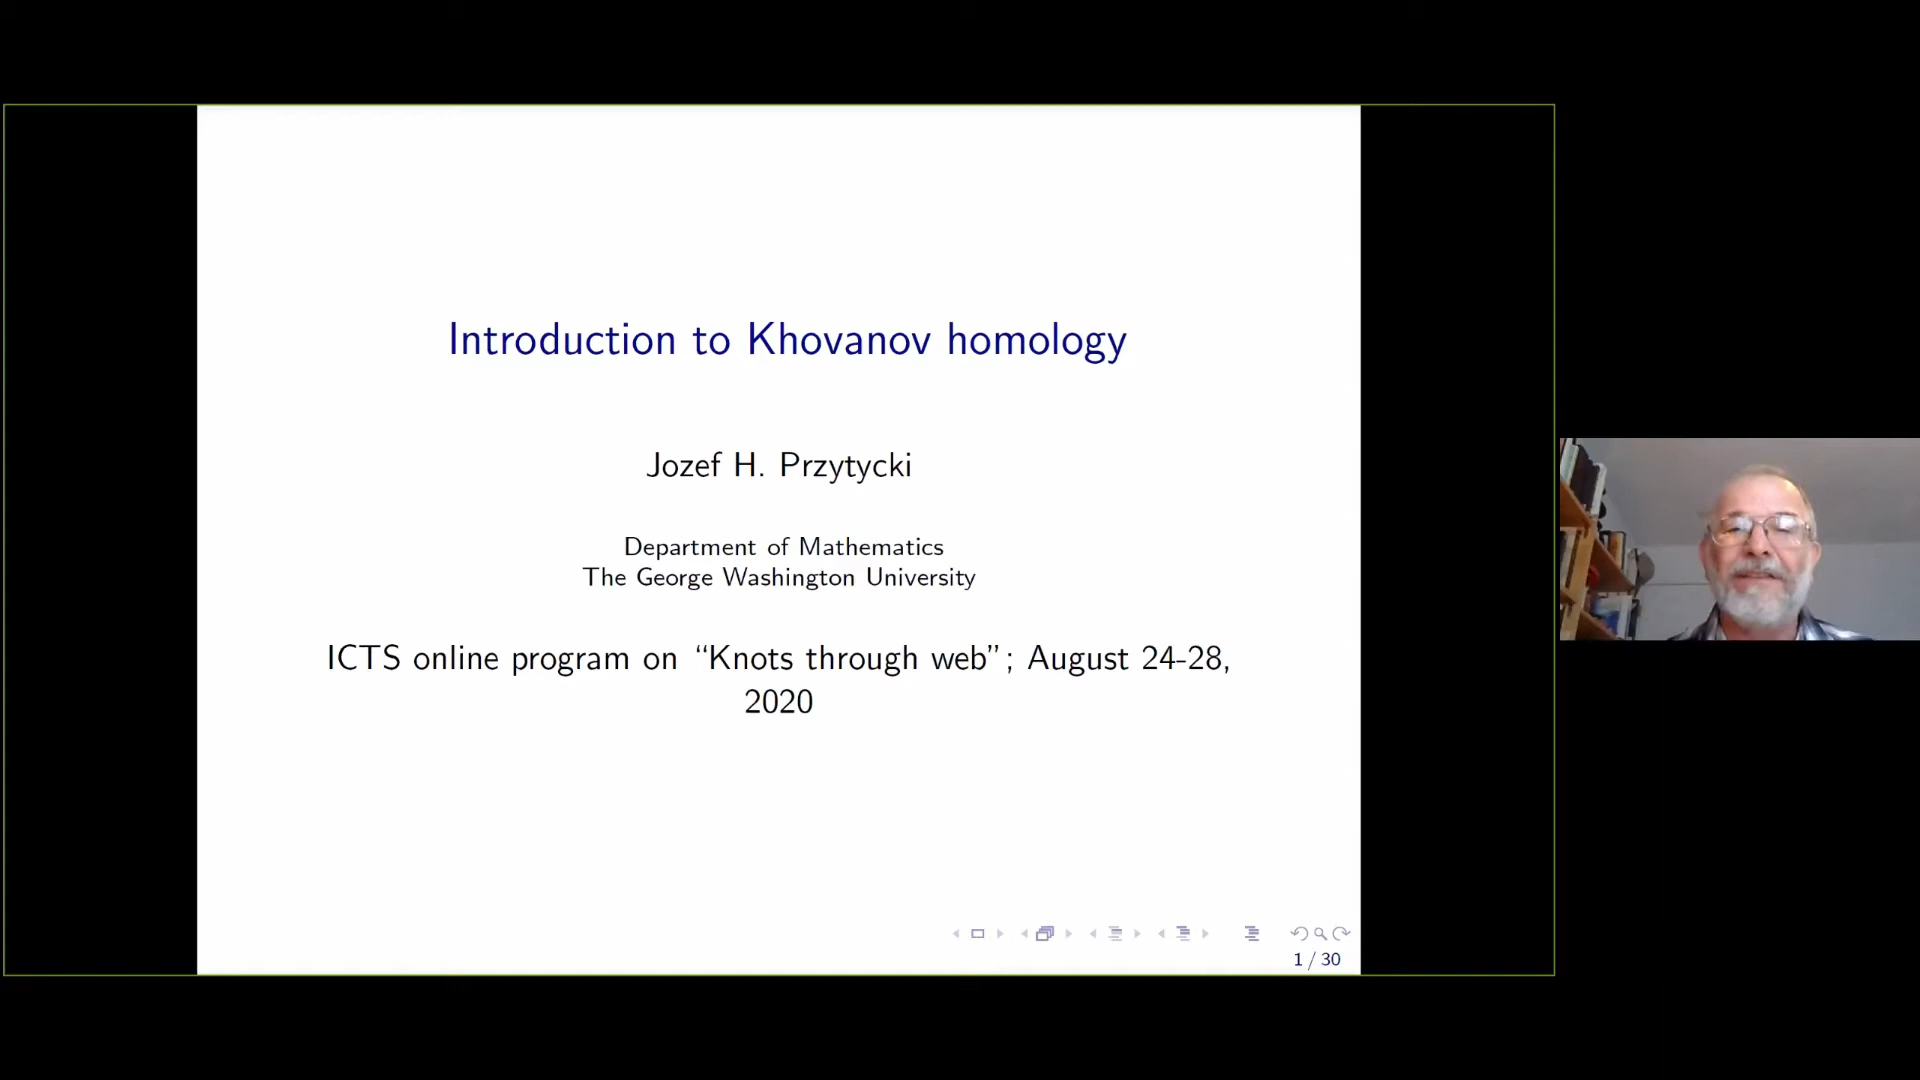 Introduction to Khovanov homology
Jozef H. Przytycki
Department of Mathematics
The George Washington University
ICTS online program on “Knots through web”; August 24-28,
2020
1 / 30